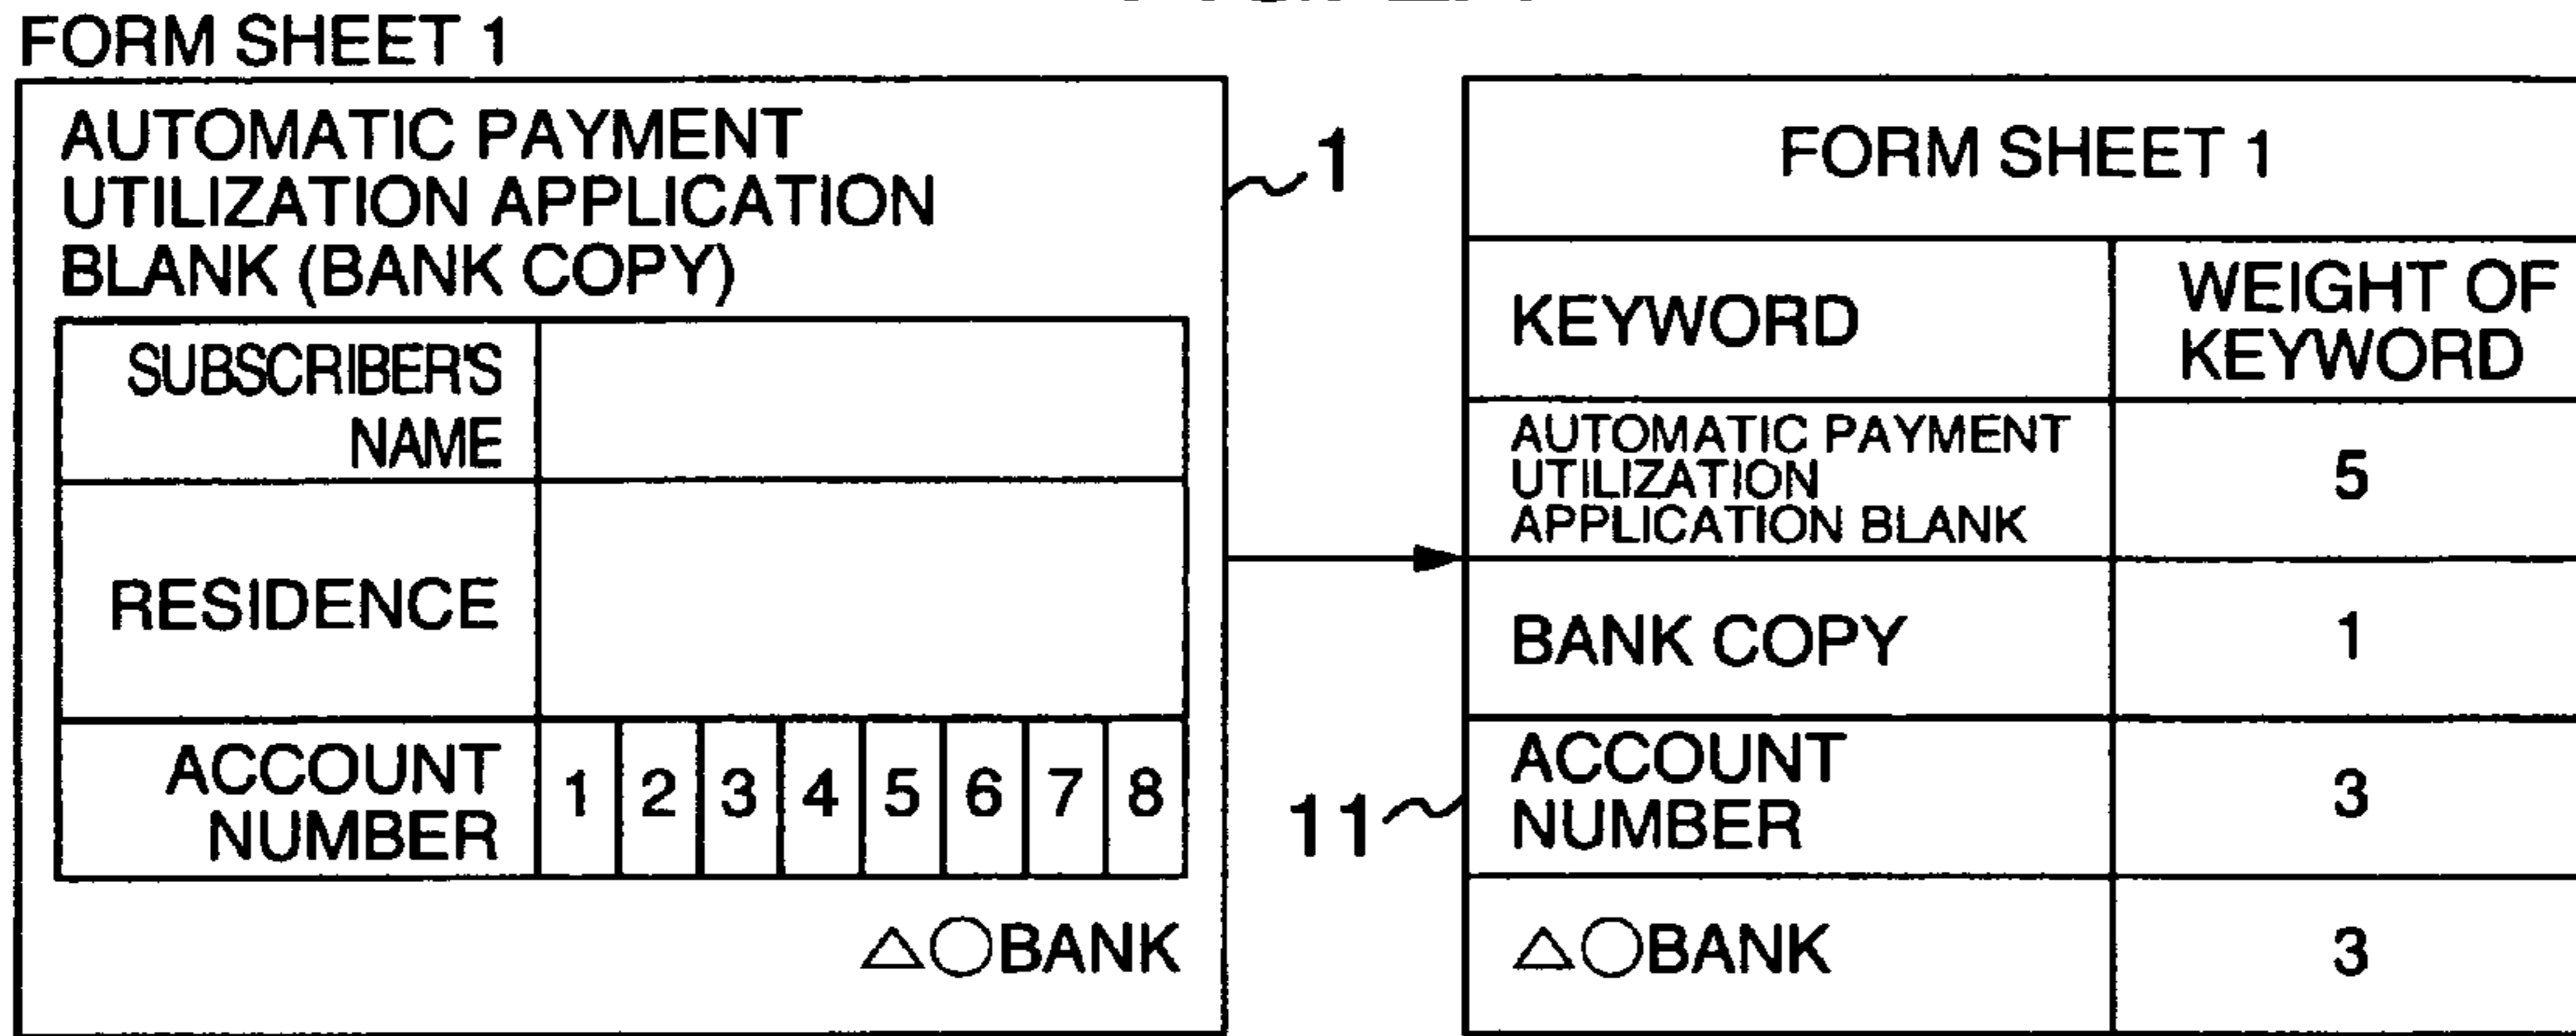 FORM SHEET 1
AUTOMATIC PAYMENT
UTILIZATION APPLICATION
BLANK (BANK COPY)
SUBSCRIBER'S
NAME
RESIDENCE
ACCOUNT
NUMBER
1 2 3 4 5 6 7 8
△○BANK
1
FORM SHEET 1
KEYWORD
WEIGHT OF
KEYWORD
AUTOMATIC PAYMENT
UTILIZATION
APPLICATION BLANK
5
BANK COPY
1
11
ACCOUNT
NUMBER
3
△○BANK
3